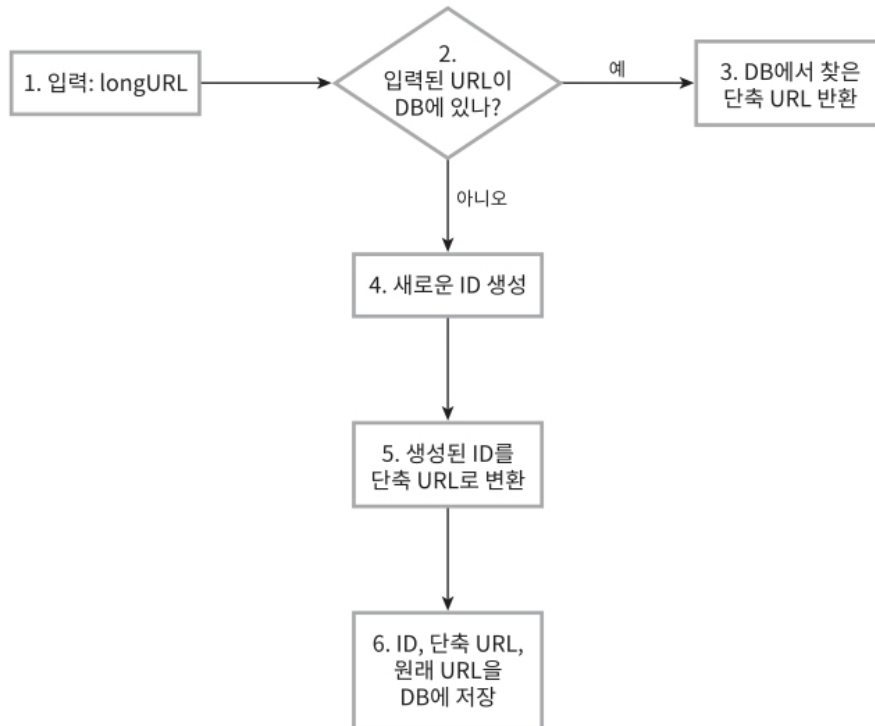 1. 입력: longURL
2.
입력된 URL이
DB에 있나?
예
3. DB에서 찾은
단축 URL 반환
아니오
4. 새로운 ID 생성
5. 생성된 ID를
단축 URL로 변환
6. ID, 단축 URL,
원래 URL을
DB에 저장